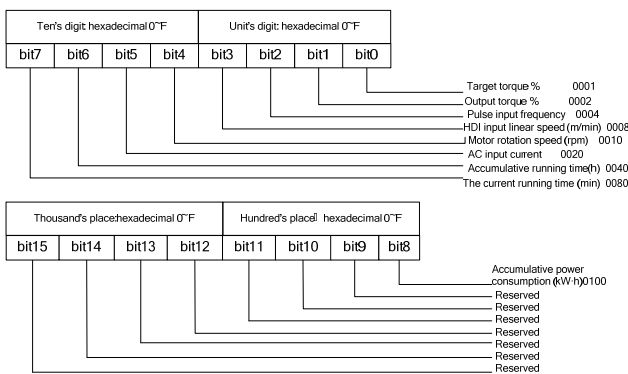 Ten's digit: hexadecimal 0~F Unit's digit: hexadecimal 0~F
bit7 bit6 bit5 bit4 bit3 bit2 bit1 bit0
Target torque % 0001
Output torque % 0002
Pulse input frequency 0004
HDI input linear speed (m/min) 0008
Motor rotation speed (rpm) 0010
AC input current 0020
Accumulative running time(h) 0040
The current running time (min) 0080
Thousand's place:hexadecimal 0~F Hundred's place▯ hexadecimal 0~F
bit15 bit14 bit13 bit12 bit11 bit10 bit9 bit8
Accumulative power
consumption (kW·h)0100
Reserved
Reserved
Reserved
Reserved
Reserved
Reserved
Reserved